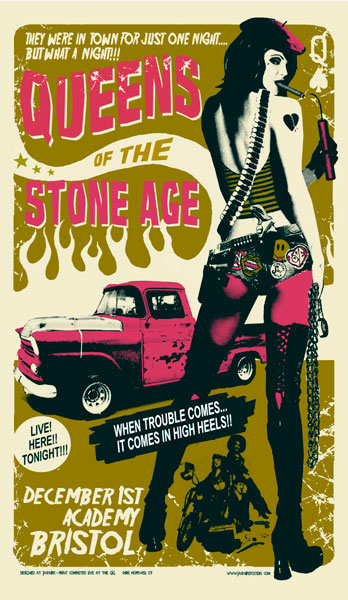 THEY WERE IN TOWN FOR JUST ONE NIGHT....
BUT WHAT A NIGHT!!!
Q
QUEENS
OF THE
STONE AGE
LIVE!
HERE!!
TONIGHT!!!
WHEN TROUBLE COMES...
IT COMES IN HIGH HEELS!!
DECEMBER 1ST
ACADEMY
BRISTOL